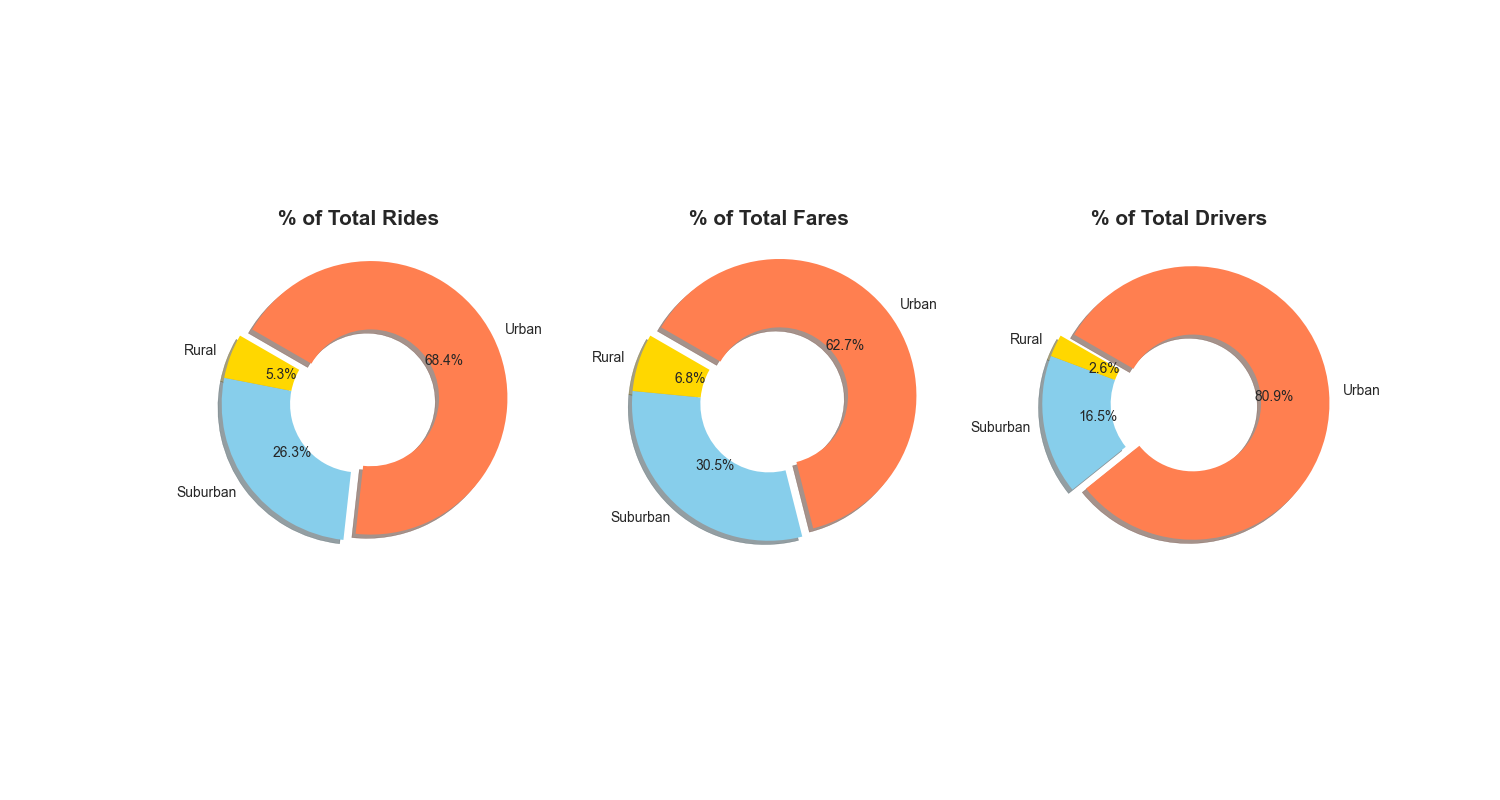 % of Total Rides
Urban
68.4%
Rural
5.3%
26.3%
Suburban
% of Total Fares
Urban
62.7%
Rural
6.8%
30.5%
Suburban
% of Total Drivers
Rural
2.6%
Urban
80.9%
16.5%
Suburban